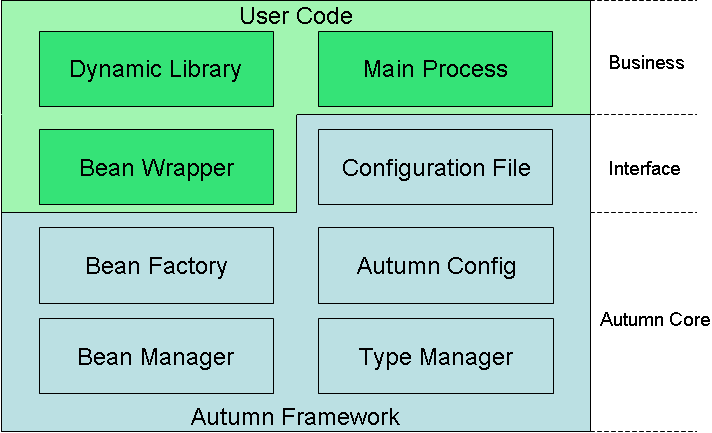 User Code
Dynamic Library
Main Process
Business
Bean Wrapper
Configuration File
Interface
Bean Factory
Autumn Config
Autumn Core
Bean Manager
Type Manager
Autumn Framework